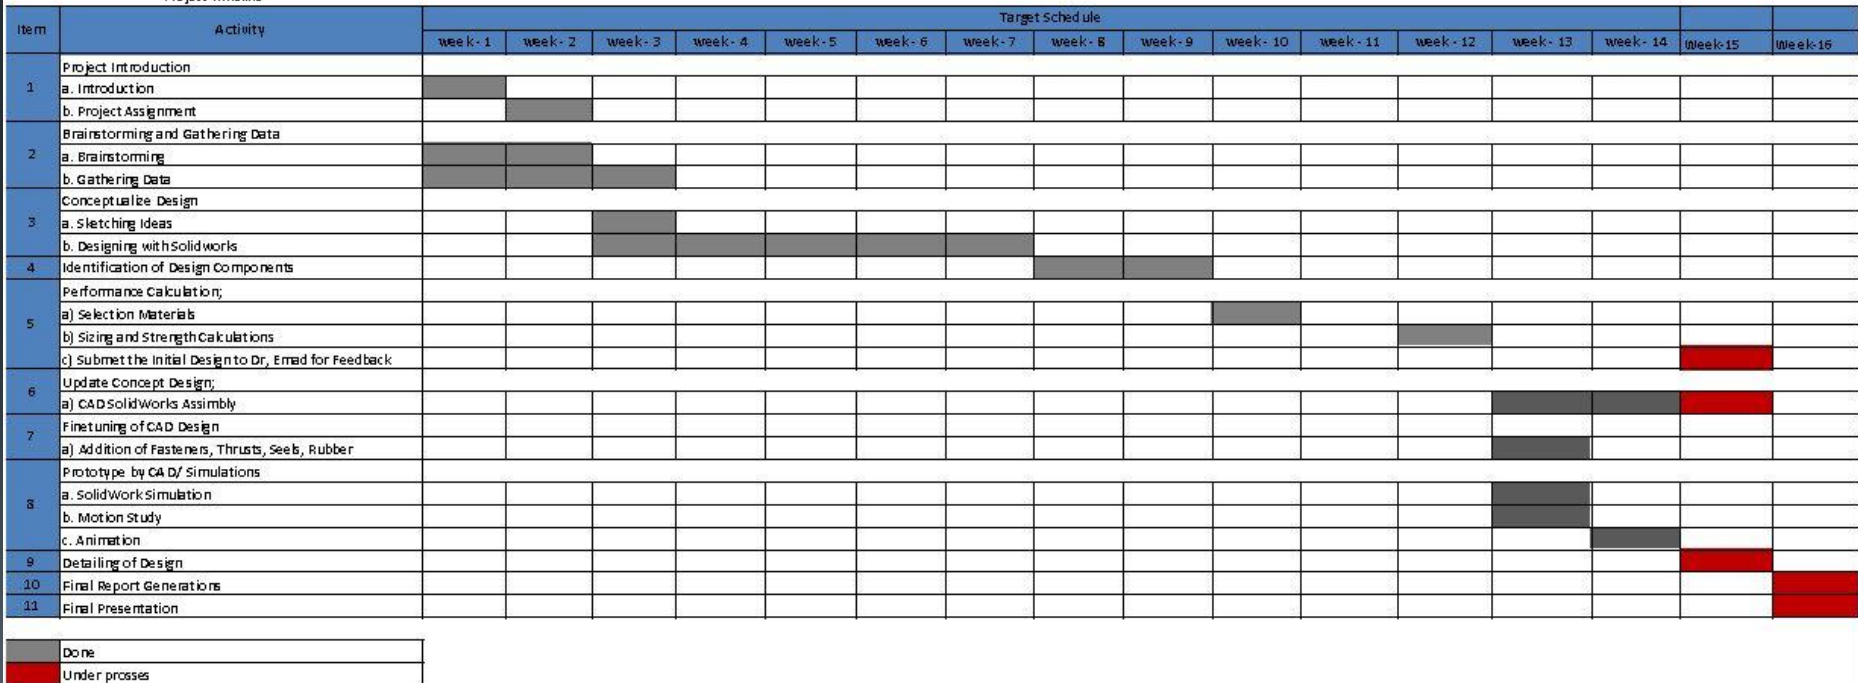 Project Timeline
Item Activity Target Schedule
week - 1 week - 2 week - 3 week - 4 week - 5 week - 6 week - 7 week - 8 week - 9 week - 10 week - 11 week - 12 week - 13 week - 14 Week-15 Week-16
1 Project Introduction
a. Introduction
b. Project Assignment
2 Brainstorming and Gathering Data
a. Brainstorming
b. Gathering Data
3 Conceptualize Design
a. Sketching Ideas
b. Designing with Solidworks
4 Identification of Design Components
5 Performance Calculation;
a) Selection Materials
b) Sizing and Strength Calculations
c) Submet the Initial Design to Dr, Emad for Feedback
6 Update Concept Design;
a) CAD SolidWorks Assimbly
7 Finetuning of CAD Design
a) Addition of Fasteners, Thrusts, Seels, Rubber
8 Prototype by CAD/ Simulations
a. SolidWork Simulation
b. Motion Study
c. Animation
9 Detailing of Design
10 Final Report Generations
11 Final Presentation
Done
Under prosses